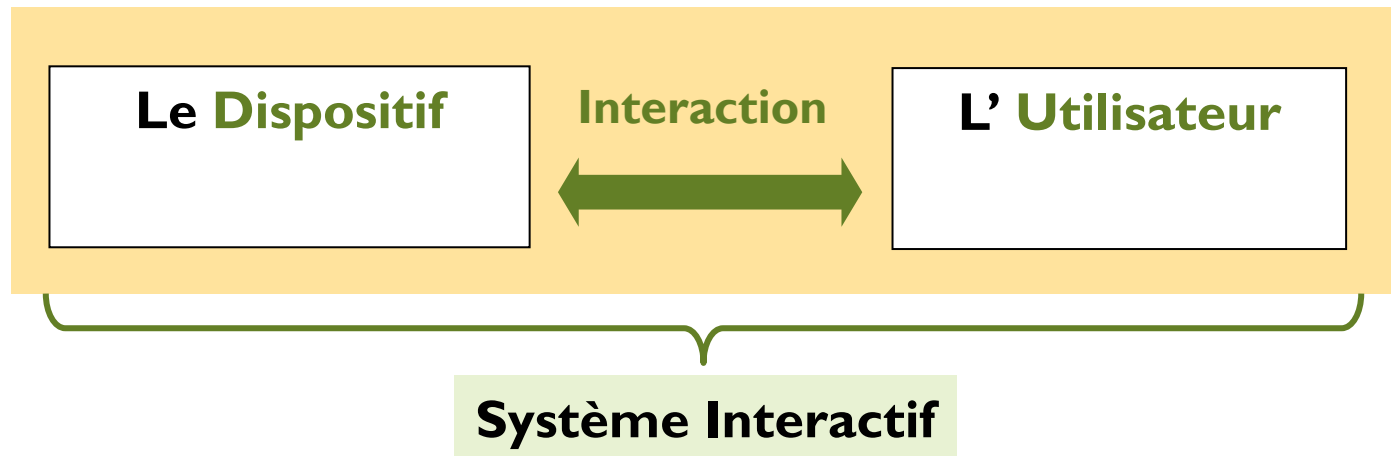 Le Dispositif
Interaction
L' Utilisateur
Système Interactif